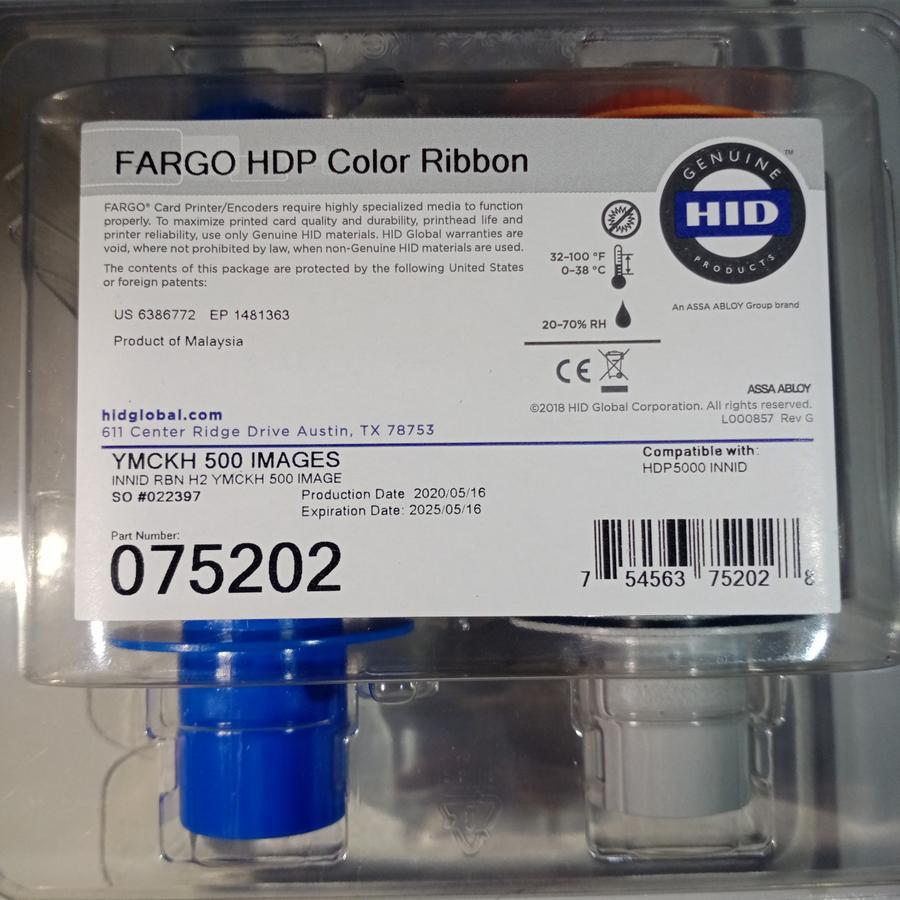 FARGO HDP Color Ribbon
GENUINE
™
HID
PRODUCTS
FARGO® Card Printer/Encoders require highly specialized media to function
properly. To maximize printed card quality and durability, printhead life and
printer reliability, use only Genuine HID materials. HID Global warranties are
void, where not prohibited by law, when non-Genuine HID materials are used.
The contents of this package are protected by the following United States
or foreign patents:
US 6386772 EP 1481363
Product of Malaysia
32-100 °F
0-38 °C
20-70% RH
CE
An ASSA ABLOY Group brand
ASSA ABLOY
©2018 HID Global Corporation. All rights reserved.
L000857 Rev G
hidglobal.com
611 Center Ridge Drive Austin, TX 78753
YMCKH 500 IMAGES
INNID RBN H2 YMCKH 500 IMAGE
SO #022397
Production Date 2020/05/16
Expiration Date: 2025/05/16
Compatible with:
HDP5000 INNID
Part Number:
075202
7 54563 75202 8